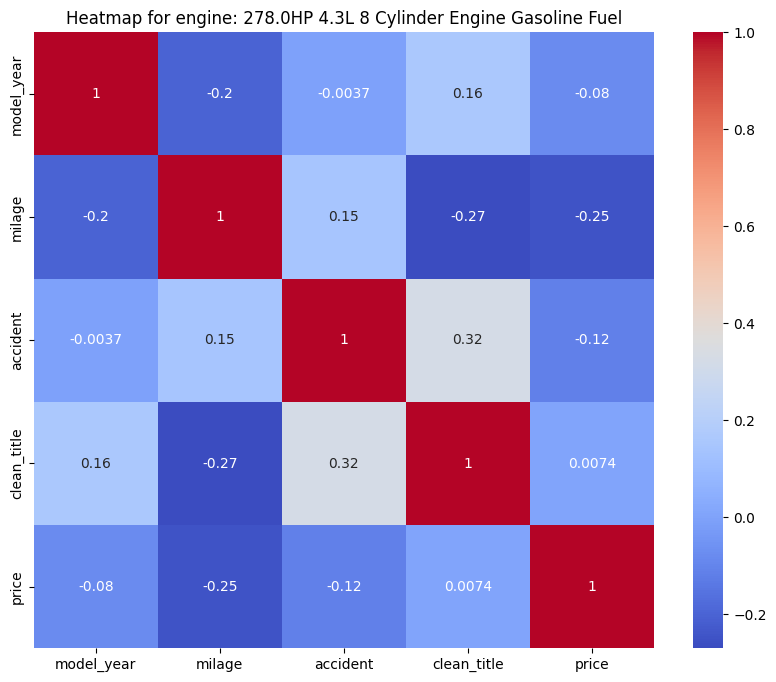 Heatmap for engine: 278.0HP 4.3L 8 Cylinder Engine Gasoline Fuel
model_year 1 -0.2 -0.0037 0.16 -0.08
milage -0.2 1 0.15 -0.27 -0.25
accident -0.0037 0.15 1 0.32 -0.12
clean_title 0.16 -0.27 0.32 1 0.0074
price -0.08 -0.25 -0.12 0.0074 1
model_year milage accident clean_title price
1.0
0.8
0.6
0.4
0.2
0.0
−0.2